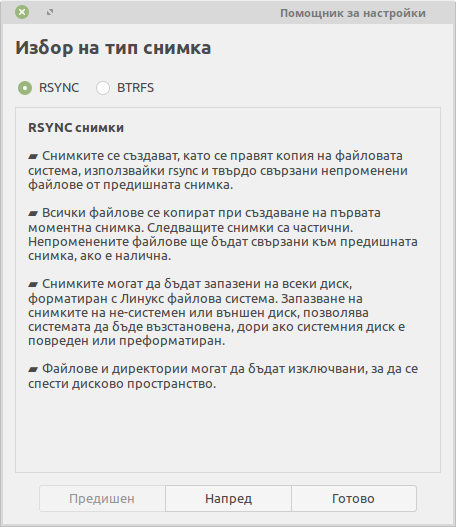 Помощник за настройки
Избор на тип снимка
RSYNC BTRFS
RSYNC снимки
▰ Снимките се създават, като се правят копия на файловата
система, използвайки rsync и твърдо свързани непроменени
файлове от предишната снимка.
▰ Всички файлове се копират при създаване на първата
моментна снимка. Следващите снимки са частични.
Непроменените файлове ще бъдат свързани към предишната
снимка, ако е налична.
▰ Снимките могат да бъдат запазени на всеки диск,
форматиран с Линукс файлова система. Запазване на
снимките на не-системен или външен диск, позволява
системата да бъде възстановена, дори ако системния диск е
повреден или преформатиран.
▰ Файлове и директории могат да бъдат изключвани, за да се
спести дисково пространство.
Предишен Напред Готово